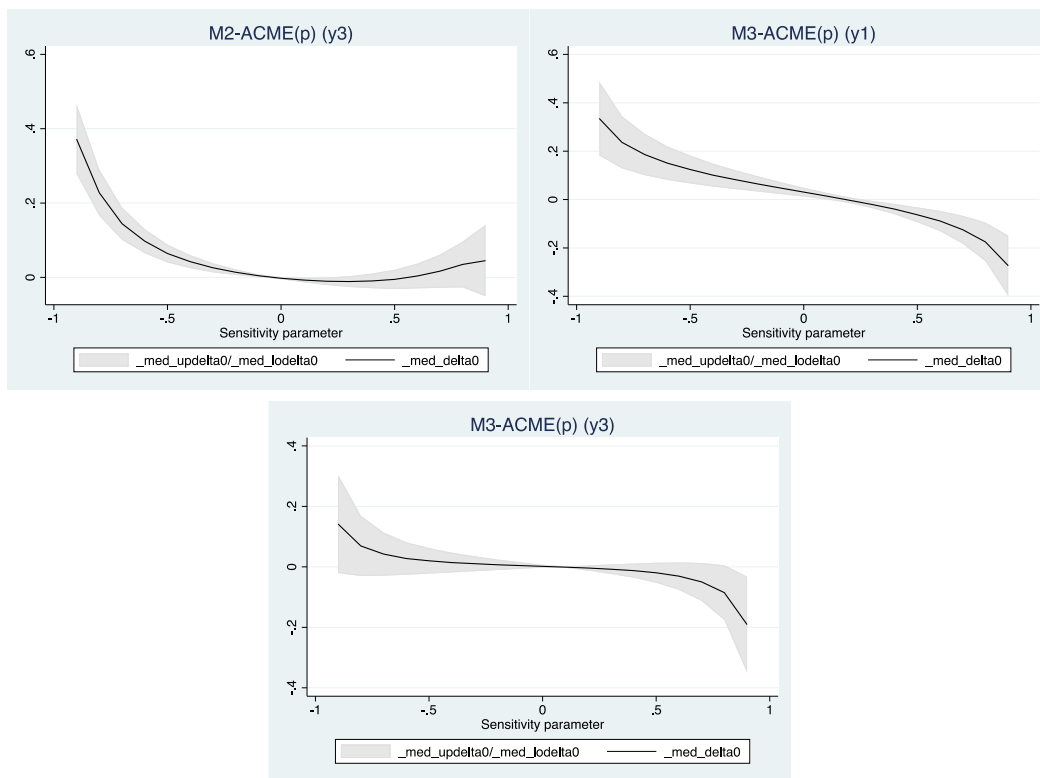 M2-ACME(p) (y3)
.6
.4
.2
0
-1
-.5
0
.5
1
Sensitivity parameter
_med_updelta0/_med_lodelta0
_med_delta0
M3-ACME(p) (y1)
.6
.4
.2
0
-.2
-.4
-1
-.5
0
.5
1
Sensitivity parameter
_med_updelta0/_med_lodelta0
_med_delta0
M3-ACME(p) (y3)
.4
.2
0
-.2
-.4
-1
-.5
0
.5
1
Sensitivity parameter
_med_updelta0/_med_lodelta0
_med_delta0